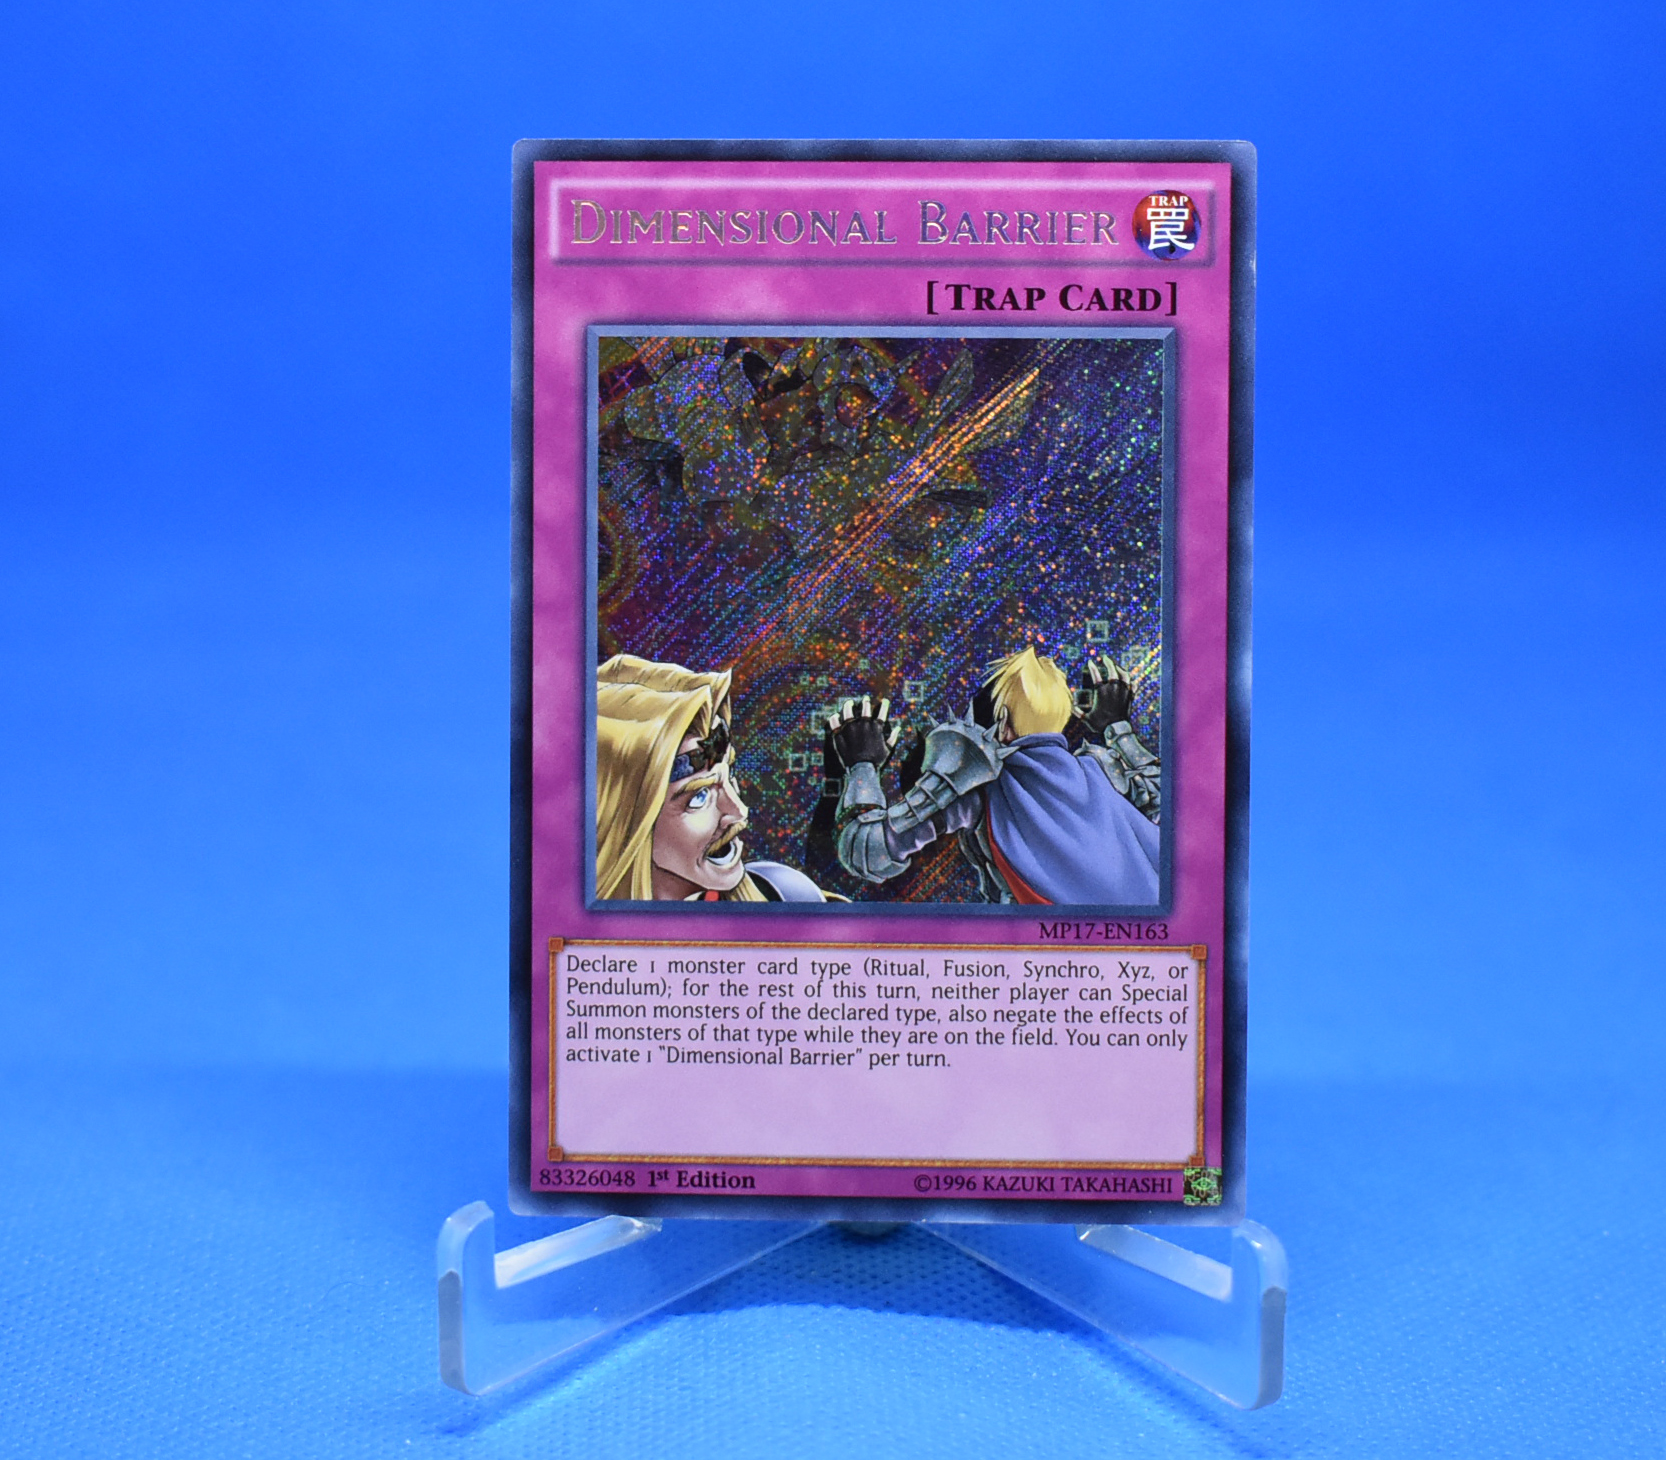 DIMENSIONAL BARRIER
TRAP
罠
[TRAP CARD]
MP17-EN163
Declare 1 monster card type (Ritual, Fusion, Synchro, Xyz, or
Pendulum); for the rest of this turn, neither player can Special
Summon monsters of the declared type, also negate the effects of
all monsters of that type while they are on the field. You can only
activate 1 "Dimensional Barrier" per turn.
83326048 1st Edition
©1996 KAZUKI TAKAHASHI